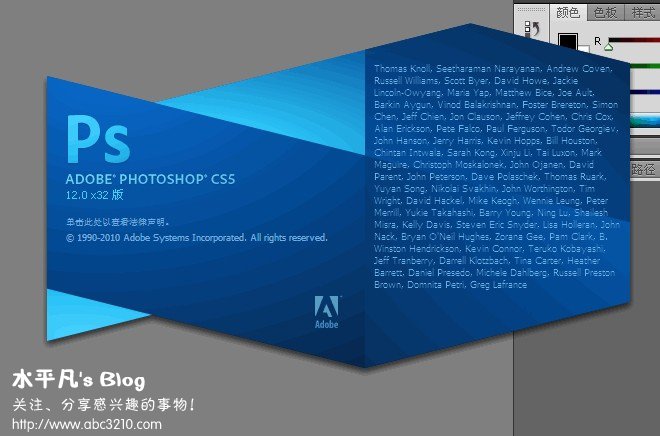 颜色 色板 样式
R
路径
Ps
ADOBE® PHOTOSHOP® CS5
12.0 x32 版
单击此处以查看法律声明。
© 1990-2010 Adobe Systems Incorporated. All rights reserved.
Adobe
Thomas Knoll, Seetharaman Narayanan, Andrew Coven,
Russell Williams, Scott Byer, David Howe, Jackie
Lincoln-Owyang, Maria Yap, Matthew Bice, Joe Ault,
Barkin Aygun, Vinod Balakrishnan, Foster Brereton, Simon
Chen, Jeff Chien, Jon Clauson, Jeffrey Cohen, Chris Cox,
Alan Erickson, Pete Falco, Paul Ferguson, Todor Georgiev,
John Hanson, Jerry Harris, Kevin Hopps, Bill Houston,
Chintan Intwala, Sarah Kong, Xinju Li, Tai Luxon, Mark
Maguire, Christoph Moskalonek, John Ojanen, David
Parent, John Peterson, Dave Polaschek, Thomas Ruark,
Yuyan Song, Nikolai Svakhin, John Worthington, Tim
Wright, David Hackel, Mike Keogh, Wennie Leung, Peter
Merrill, Yukie Takahashi, Barry Young, Ning Lu, Shailesh
Misra, Kelly Davis, Steven Eric Snyder, Lisa Holleran, John
Nack, Bryan O'Neil Hughes, Zorana Gee, Pam Clark, B.
Winston Hendrickson, Kevin Connor, Teruko Kobayashi,
Jeff Tranberry, Darrell Klotzbach, Tina Carter, Heather
Barrett, Daniel Presedo, Michele Dahlberg, Russell Preston
Brown, Domnita Petri, Greg Lafrance
水平凡's Blog
关注、分享感兴趣的事物!
http://www.abc3210.com